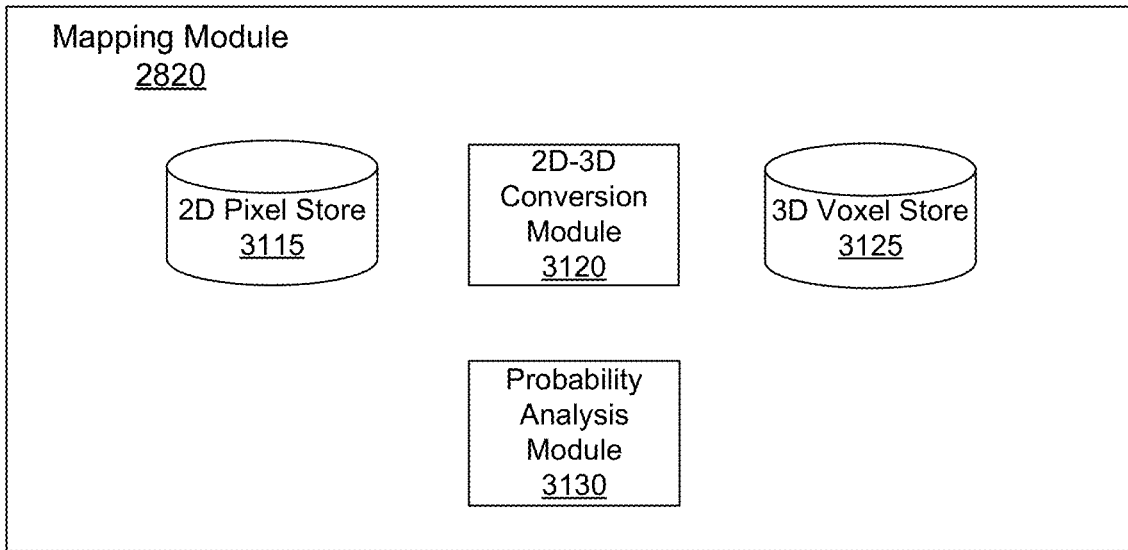 Mapping Module
2820
2D Pixel Store
3115
2D-3D
Conversion
Module
3120
3D Voxel Store
3125
Probability
Analysis
Module
3130